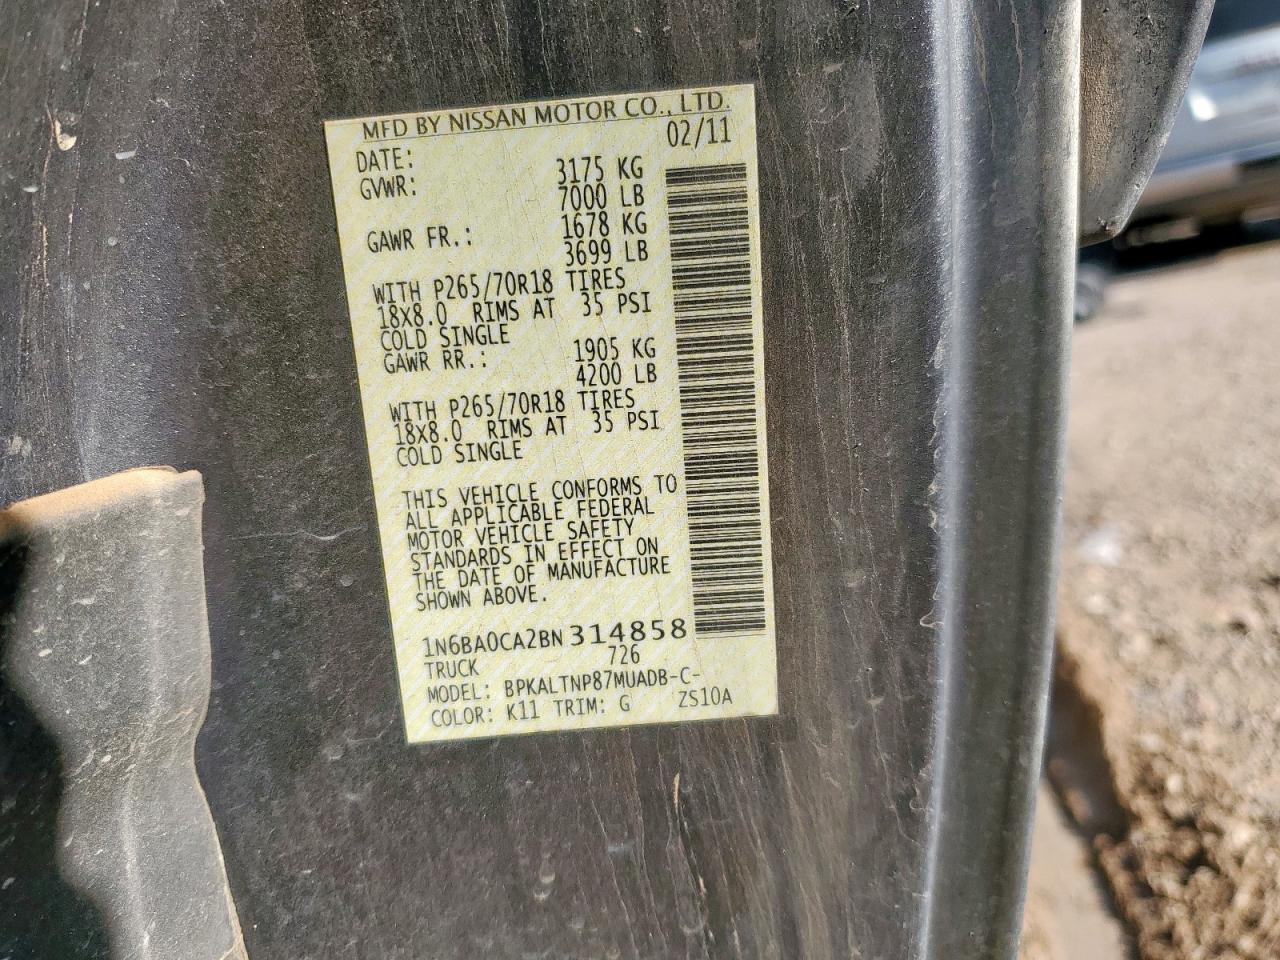 MFD BY NISSAN MOTOR CO., LTD.
DATE: 02/11
GVWR: 3175 KG
7000 LB
GAWR FR.: 1678 KG
3699 LB
WITH P265/70R18 TIRES
18X8.0 RIMS AT 35 PSI
COLD SINGLE
GAWR RR.: 1905 KG
4200 LB
WITH P265/70R18 TIRES
18X8.0 RIMS AT 35 PSI
COLD SINGLE
THIS VEHICLE CONFORMS TO
ALL APPLICABLE FEDERAL
MOTOR VEHICLE SAFETY
STANDARDS IN EFFECT ON
THE DATE OF MANUFACTURE
SHOWN ABOVE.
1N6BA0CA2BN314858
TRUCK 726
MODEL: BPKALTNP87MUADB-C-
COLOR: K11 TRIM: G ZS10A